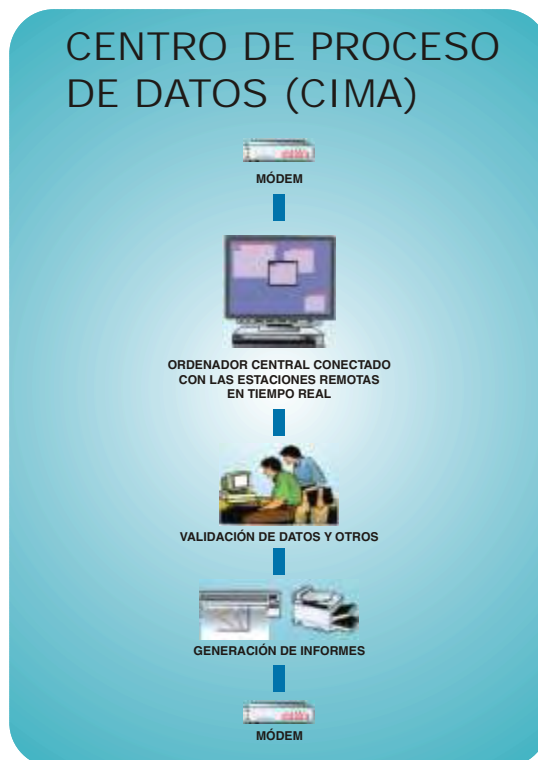 CENTRO DE PROCESO
DE DATOS (CIMA)
MÓDEM
ORDENADOR CENTRAL CONECTADO
CON LAS ESTACIONES REMOTAS
EN TIEMPO REAL
VALIDACIÓN DE DATOS Y OTROS
GENERACIÓN DE INFORMES
MÓDEM